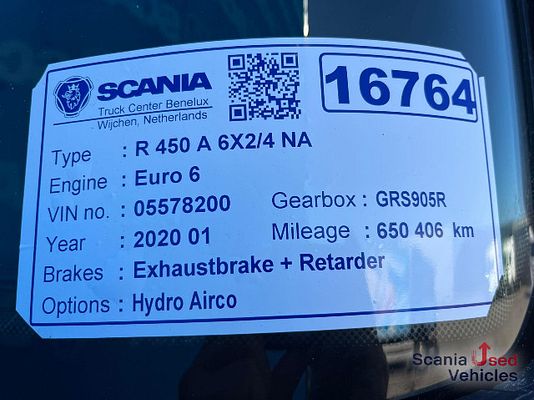 SCANIA
16764
Truck Center Benelux
Wijchen, Netherlands
Type : R 450 A 6X2/4 NA
Engine : Euro 6
VIN no. : 05578200 Gearbox : GRS905R
Year : 2020 01 Mileage : 650 406 km
Brakes: Exhaustbrake + Retarder
Options : Hydro Airco
Scania Used
Vehicles